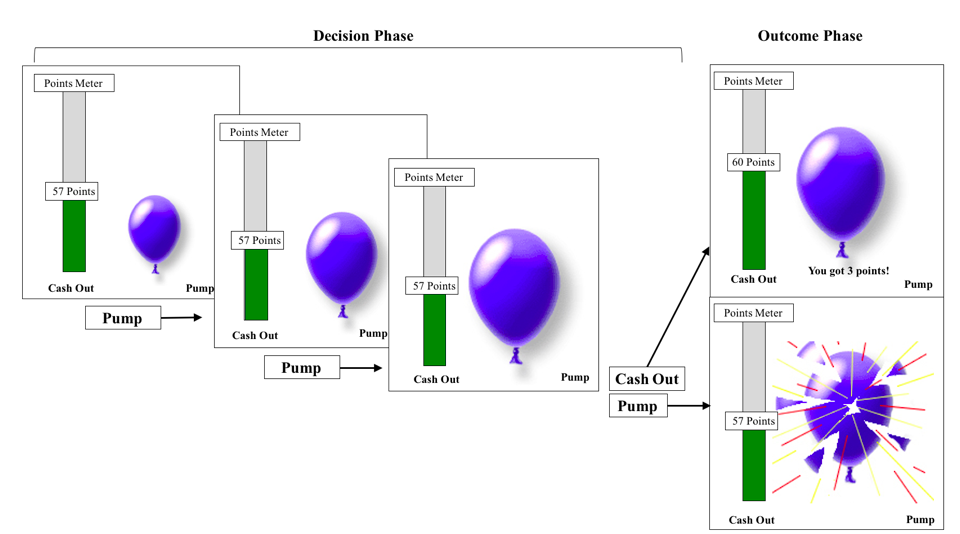 Decision Phase
Outcome Phase
Points Meter
57 Points
Cash Out
Pump
Pump
Points Meter
57 Points
Cash Out
Pump
Pump
Points Meter
57 Points
Cash Out
Pump
Cash Out
Pump
Points Meter
60 Points
You got 3 points!
Cash Out
Pump
Points Meter
57 Points
Cash Out
Pump